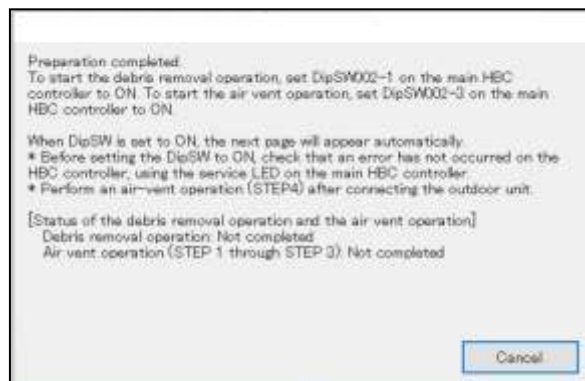 Preparation completed.
To start the debris removal operation, set DipSW002-1 on the main HBC
controller to ON. To start the air vent operation, set DipSW002-3 on the main
HBC controller to ON.
When DipSW is set to ON, the next page will appear automatically.
* Before setting the DipSW to ON, check that an error has not occurred on the
HBC controller, using the service LED on the main HBC controller.
* Perform an air-vent operation (STEP4) after connecting the outdoor unit.
[Status of the debris removal operation and the air vent operation]
Debris removal operation: Not completed
Air vent operation (STEP 1 through STEP 3): Not completed
Cancel